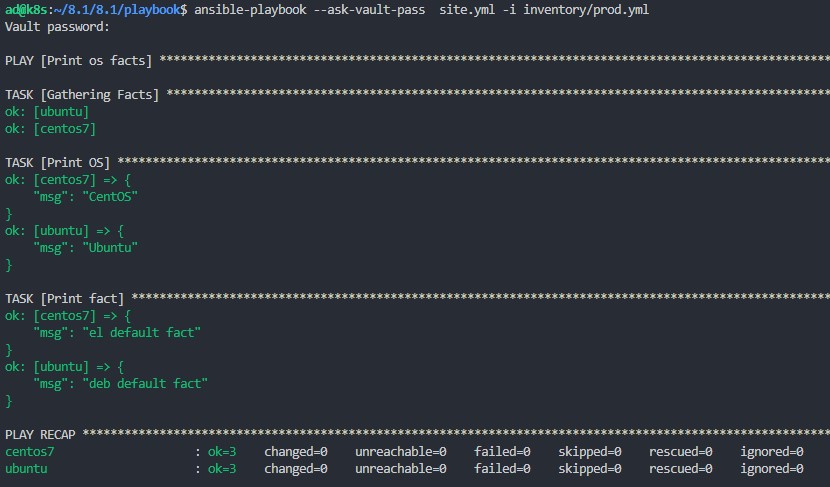 ad@k8s:~/8.1/8.1/playbook$ ansible-playbook --ask-vault-pass  site.yml -i inventory/prod.yml
Vault password:
PLAY [Print os facts] ************************************************************************************************
TASK [Gathering Facts] ***********************************************************************************************
ok: [ubuntu]
ok: [centos7]
TASK [Print OS] ******************************************************************************************************
ok: [centos7] => {
    "msg": "CentOS"
}
ok: [ubuntu] => {
    "msg": "Ubuntu"
}
TASK [Print fact] ****************************************************************************************************
ok: [centos7] => {
    "msg": "el default fact"
}
ok: [ubuntu] => {
    "msg": "deb default fact"
}
PLAY RECAP ***********************************************************************************************************
centos7                    : ok=3    changed=0    unreachable=0    failed=0    skipped=0    rescued=0    ignored=0
ubuntu                     : ok=3    changed=0    unreachable=0    failed=0    skipped=0    rescued=0    ignored=0